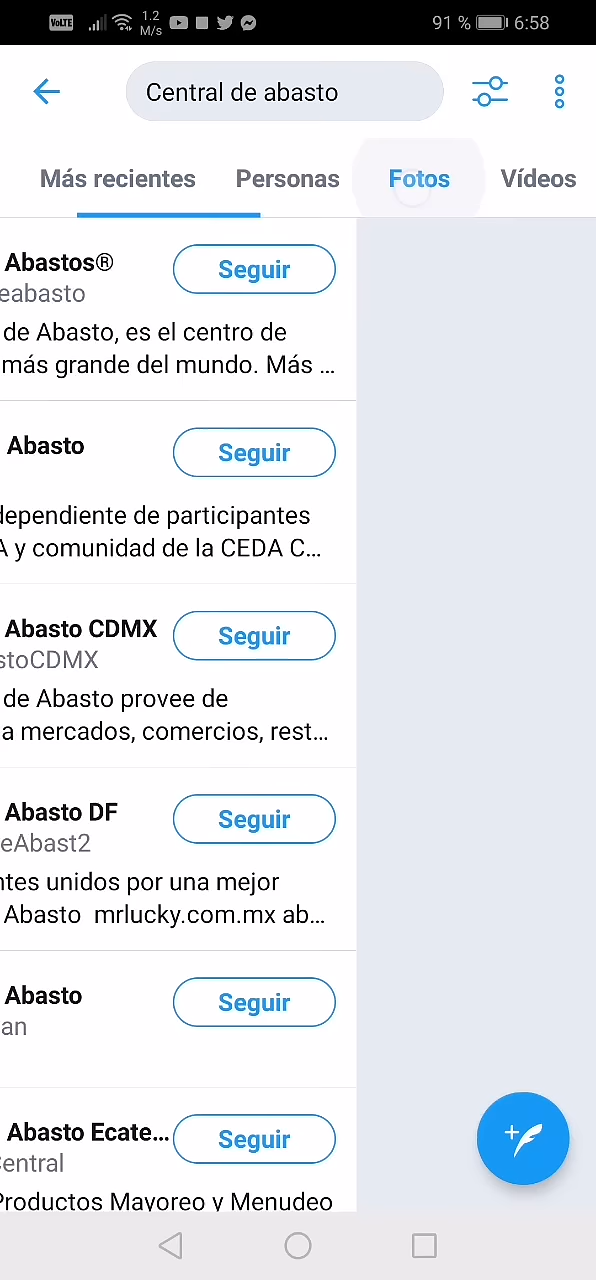 VoLTE 1.2 M/s 91 % 6:58
Central de abasto
Más recientes Personas Fotos Vídeos
Abastos® Seguir
eabasto
de Abasto, es el centro de
más grande del mundo. Más ...
Abasto Seguir
dependiente de participantes
A y comunidad de la CEDA C...
Abasto CDMX Seguir
stoCDMX
de Abasto provee de
a mercados, comercios, rest...
Abasto DF Seguir
eAbast2
ntes unidos por una mejor
Abasto mrlucky.com.mx ab...
Abasto Seguir
an
Abasto Ecate... Seguir
Central
Productos Mayoreo y Menudeo